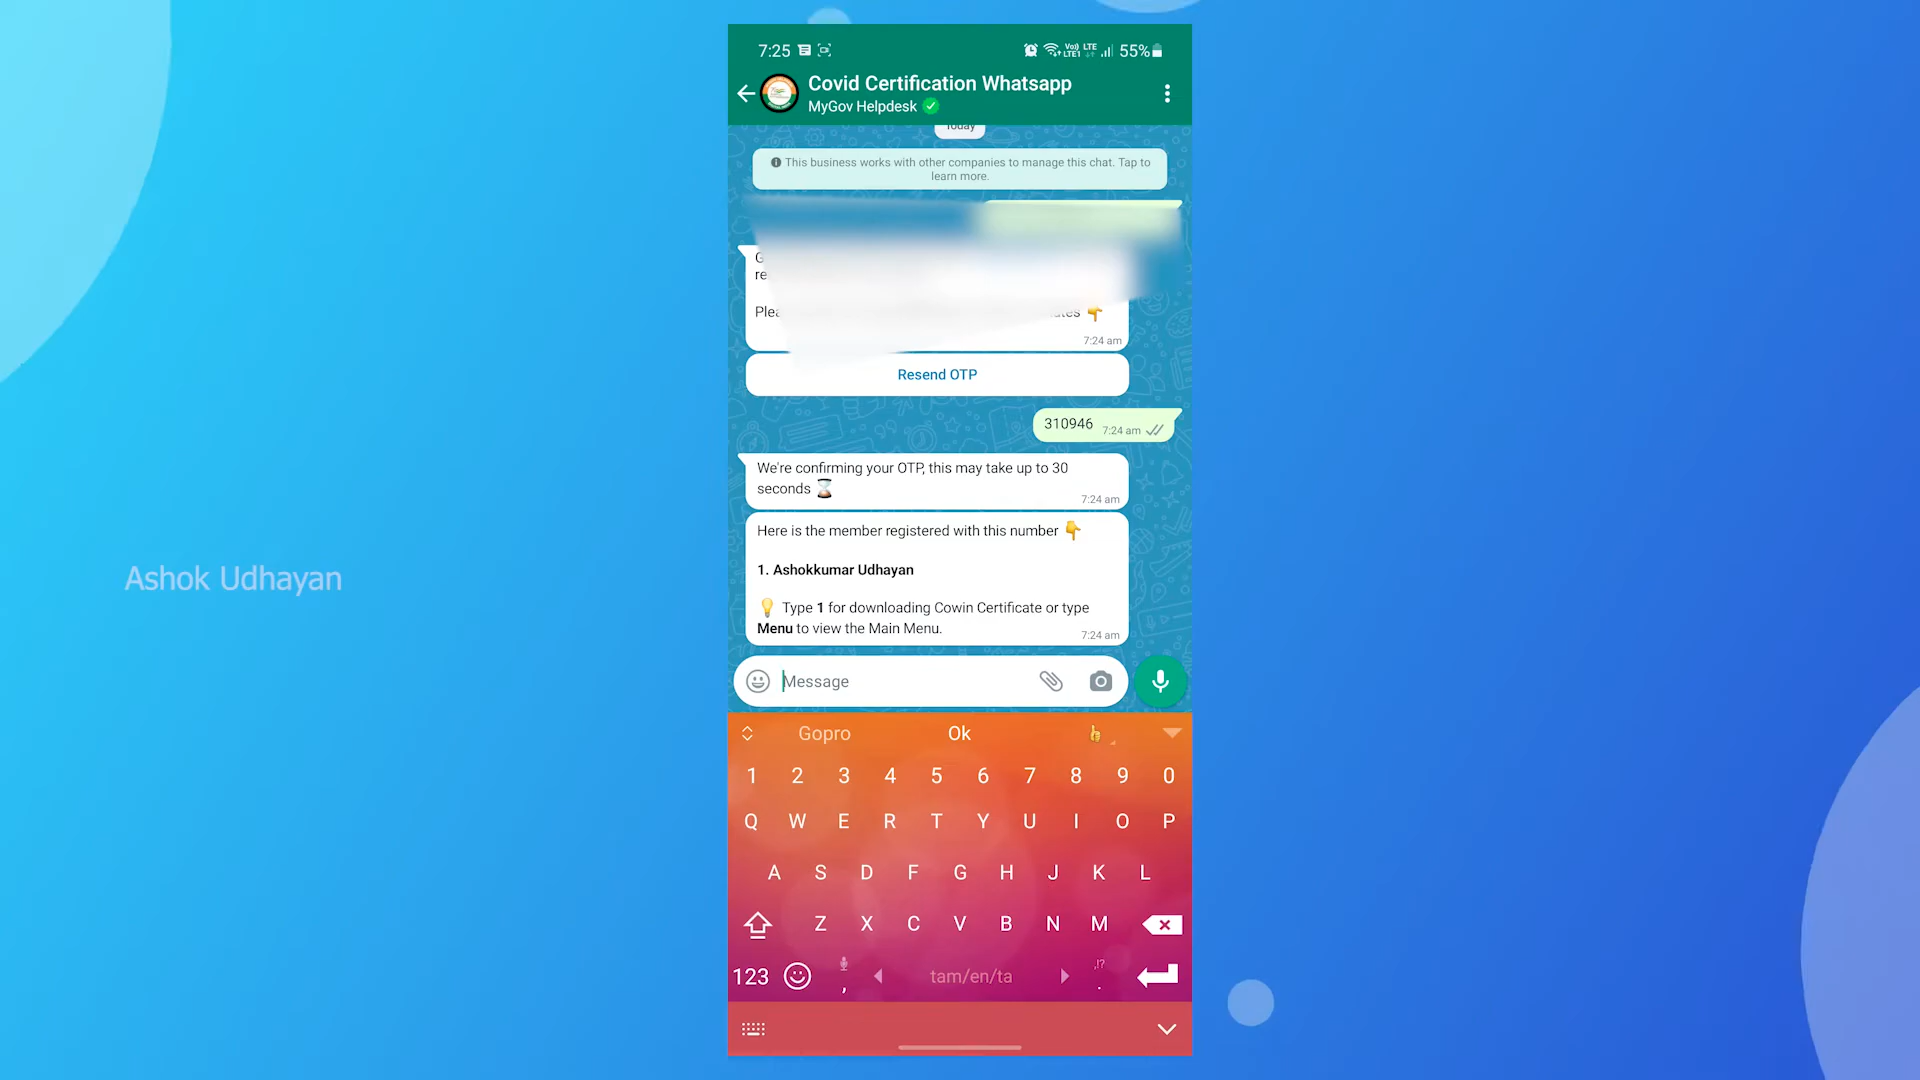 7:25
LTE 55%
Covid Certification Whatsapp
MyGov Helpdesk
Today
This business works with other companies to manage this chat. Tap to
learn more.
re
7:24 am
Resend OTP
310946 7:24 am
We're confirming your OTP, this may take up to 30
seconds ⌛
7:24 am
Here is the member registered with this number 👇
1. Ashokkumar Udhayan
💡 Type 1 for downloading Cowin Certificate or type
Menu to view the Main Menu.
7:24 am
Ashok Udhayan
Message
Gopro Ok 👍
1 2 3 4 5 6 7 8 9 0
Q W E R T Y U I O P
A S D F G H J K L
Z X C V B N M
123 , tam/en/ta ,!? .